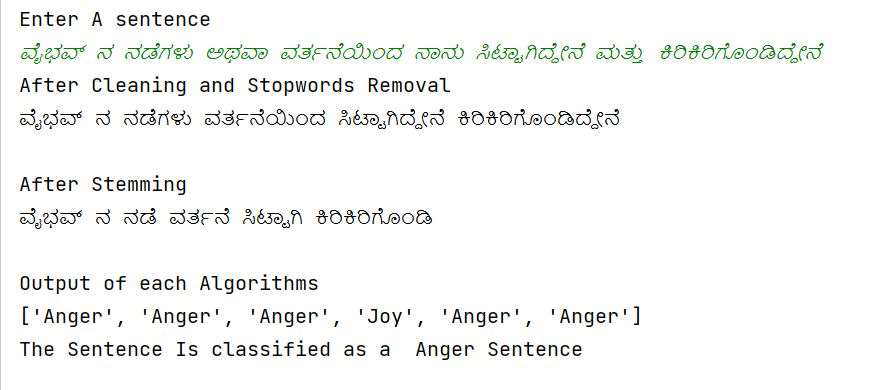 Enter A sentence
ವೈಭವ್ ನ ನಡೆಗಳು ಅಥವಾ ವರ್ತನೆಯಿಂದ ನಾನು ಸಿಟ್ಟಾಗಿದ್ದೇನೆ ಮತ್ತು ಕಿರಿಕಿರಿಗೊಂಡಿದ್ದೇನೆ
After Cleaning and Stopwords Removal
ವೈಭವ್ ನ ನಡೆಗಳು ವರ್ತನೆಯಿಂದ ಸಿಟ್ಟಾಗಿದ್ದೇನೆ ಕಿರಿಕಿರಿಗೊಂಡಿದ್ದೇನೆ
After Stemming
ವೈಭವ್ ನ ನಡೆ ವರ್ತನೆ ಸಿಟ್ಟಾಗಿ ಕಿರಿಕಿರಿಗೊಂಡಿ
Output of each Algorithms
['Anger', 'Anger', 'Anger', 'Joy', 'Anger', 'Anger']
The Sentence Is classified as a  Anger Sentence